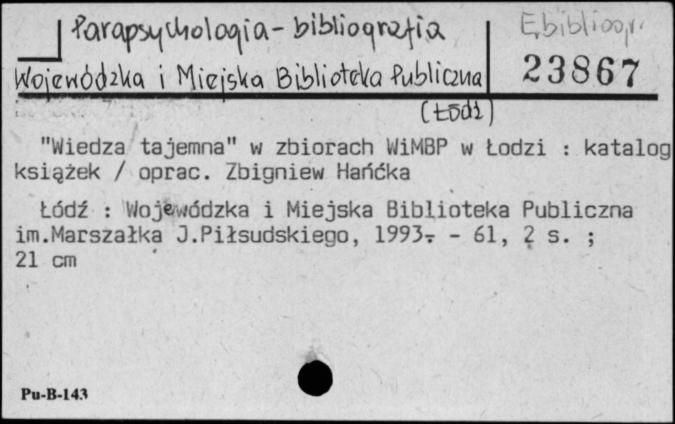 Parapsychologia - bibliografia
E, bibliogr.
Wojewódzka i Miejska Biblioteka Publiczna
23867
(Łódź)
"Wiedza tajemna" w zbiorach WiMBP w Łodzi : katalog
książek / oprac. Zbigniew Hańćka
Łódź : Wojewódzka i Miejska Biblioteka Publiczna
im.Marszałka J.Piłsudskiego, 1993. - 61, 2 s. ;
21 cm
Pu-B-143